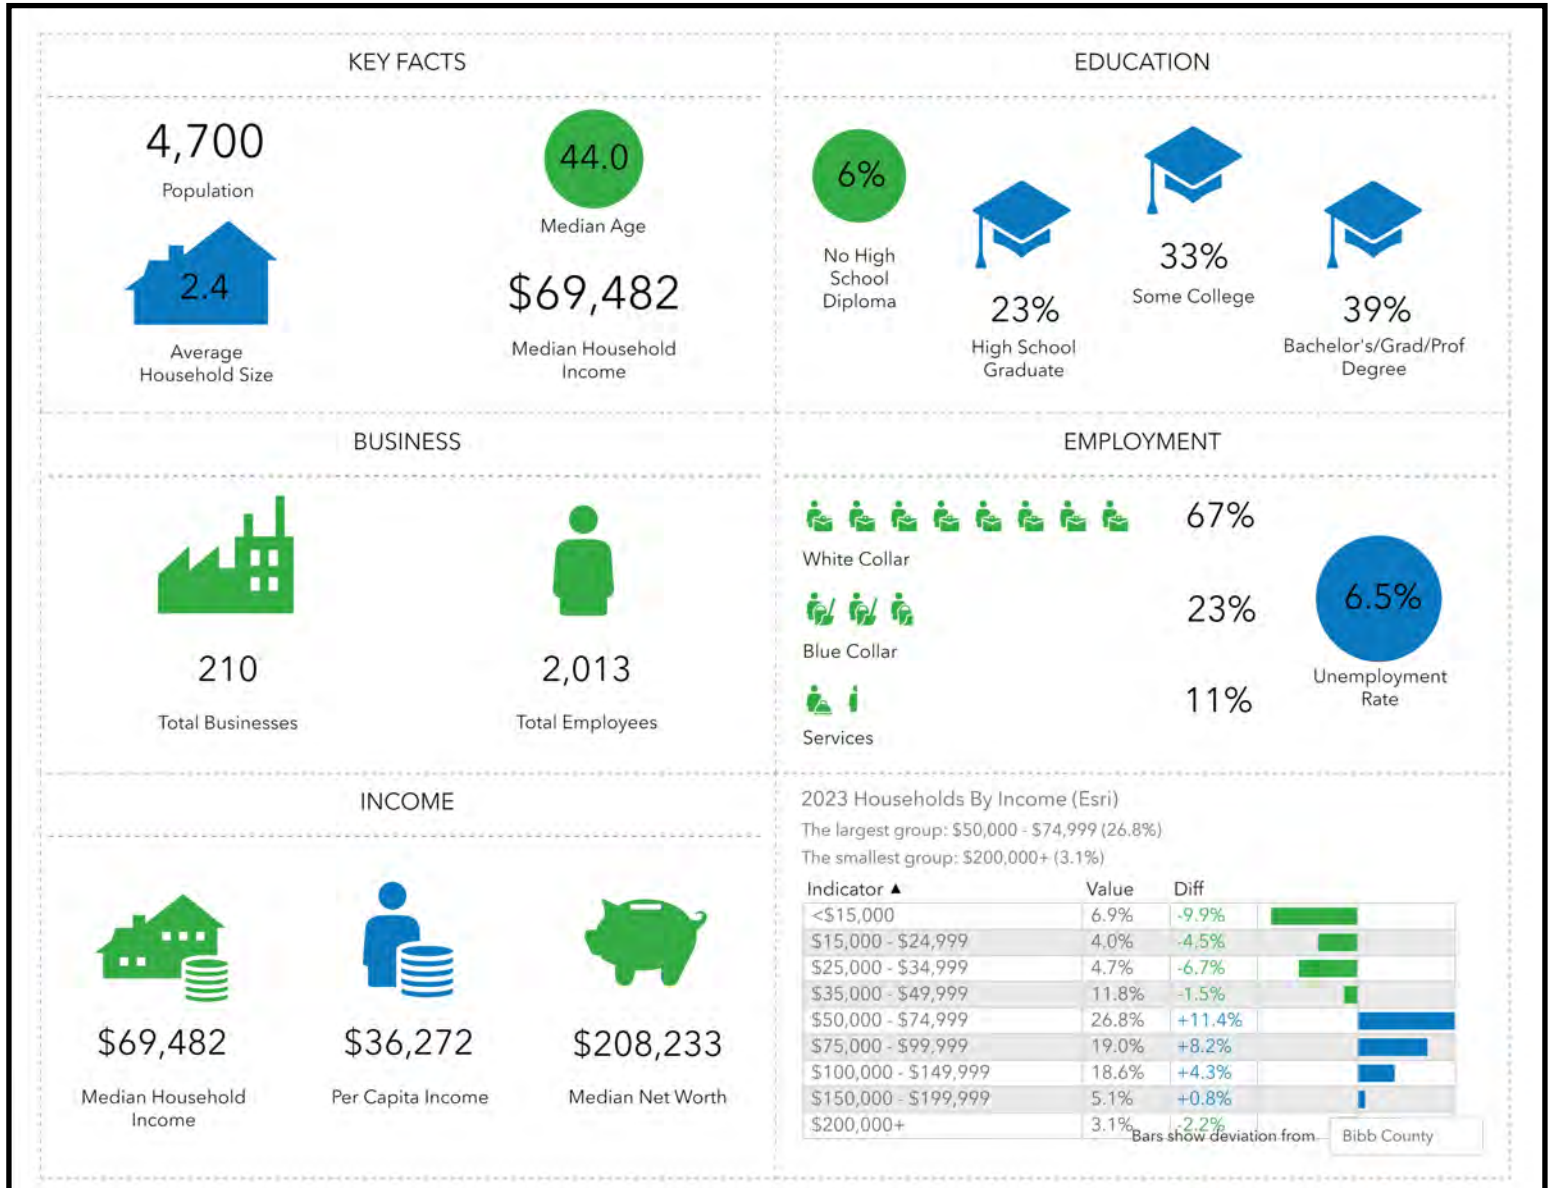 KEY FACTS
4,700
Population
44.0
Median Age
2.4
Average
Household Size
$69,482
Median Household
Income
EDUCATION
6%
No High
School
Diploma
23%
High School
Graduate
33%
Some College
39%
Bachelor's/Grad/Prof
Degree
BUSINESS
210
Total Businesses
2,013
Total Employees
EMPLOYMENT
67%
White Collar
23%
Blue Collar
11%
Services
6.5%
Unemployment
Rate
INCOME
$69,482
Median Household
Income
$36,272
Per Capita Income
$208,233
Median Net Worth
2023 Households By Income (Esri)
The largest group: $50,000 - $74,999 (26.8%)
The smallest group: $200,000+ (3.1%)
Indicator ▲ Value Diff
<$15,000 6.9% -9.9%
$15,000 - $24,999 4.0% -4.5%
$25,000 - $34,999 4.7% -6.7%
$35,000 - $49,999 11.8% -1.5%
$50,000 - $74,999 26.8% +11.4%
$75,000 - $99,999 19.0% +8.2%
$100,000 - $149,999 18.6% +4.3%
$150,000 - $199,999 5.1% +0.8%
$200,000+ 3.1% -2.2%
Bars show deviation from Bibb County